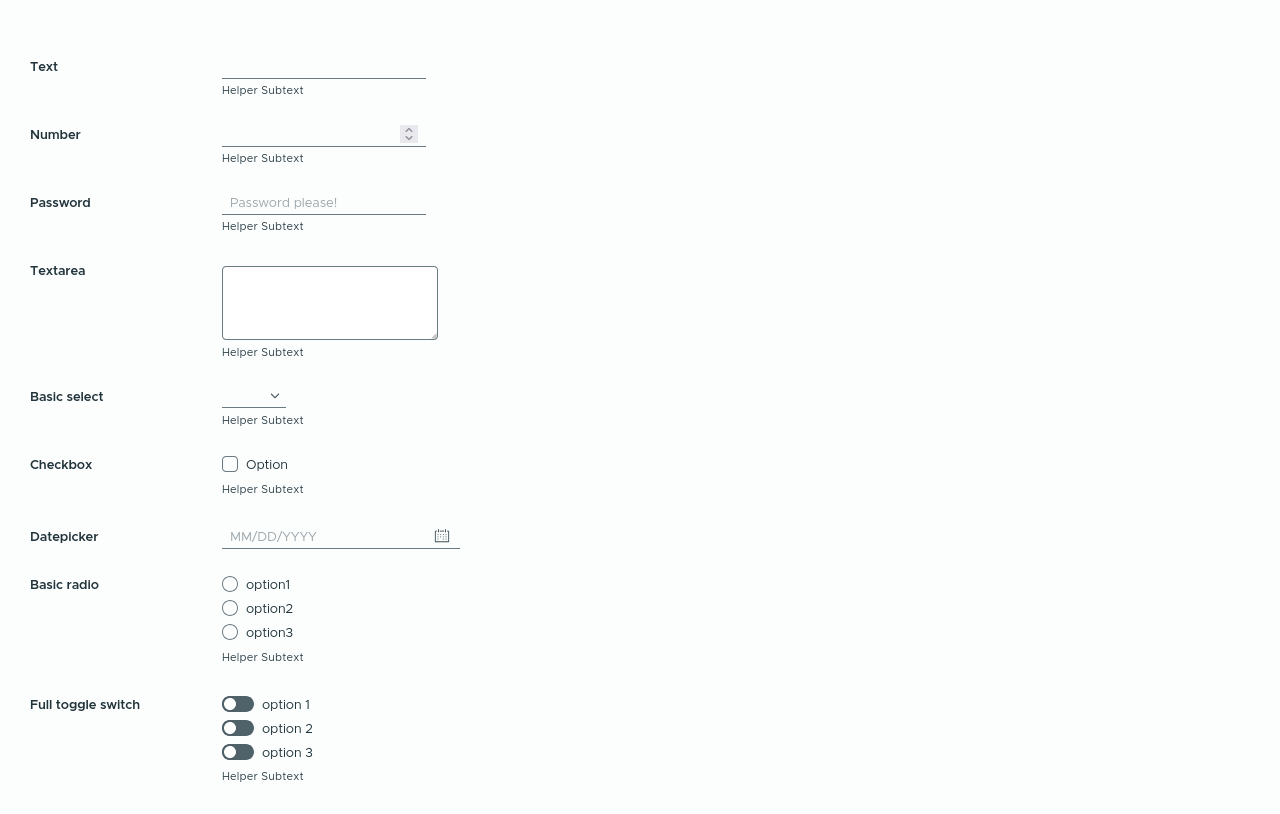 Text
Helper Subtext
Number
Helper Subtext
Password Password please!
Helper Subtext
Textarea
Helper Subtext
Basic select
Helper Subtext
Checkbox Option
Helper Subtext
Datepicker MM/DD/YYYY
Basic radio option1
option2
option3
Helper Subtext
Full toggle switch option 1
option 2
option 3
Helper Subtext